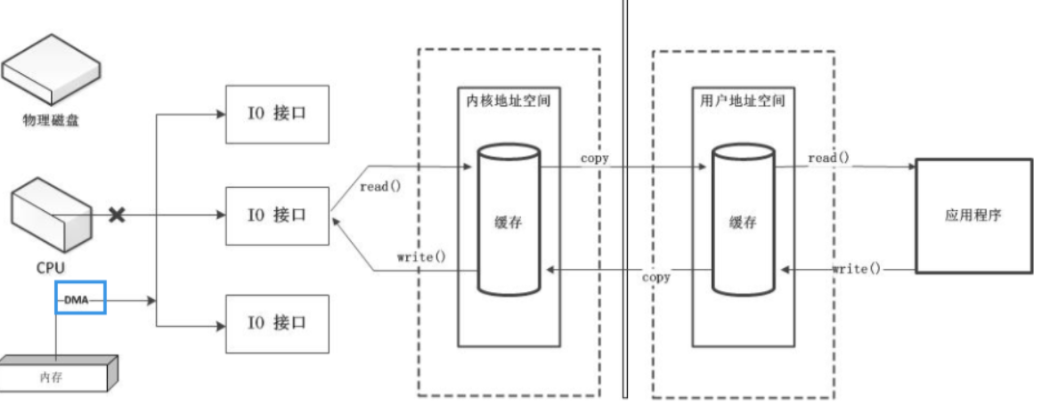 物理磁盘
CPU
DMA
内存
IO 接口
IO 接口
IO 接口
read()
write()
内核地址空间
缓存
copy
copy
用户地址空间
缓存
read()
write()
应用程序